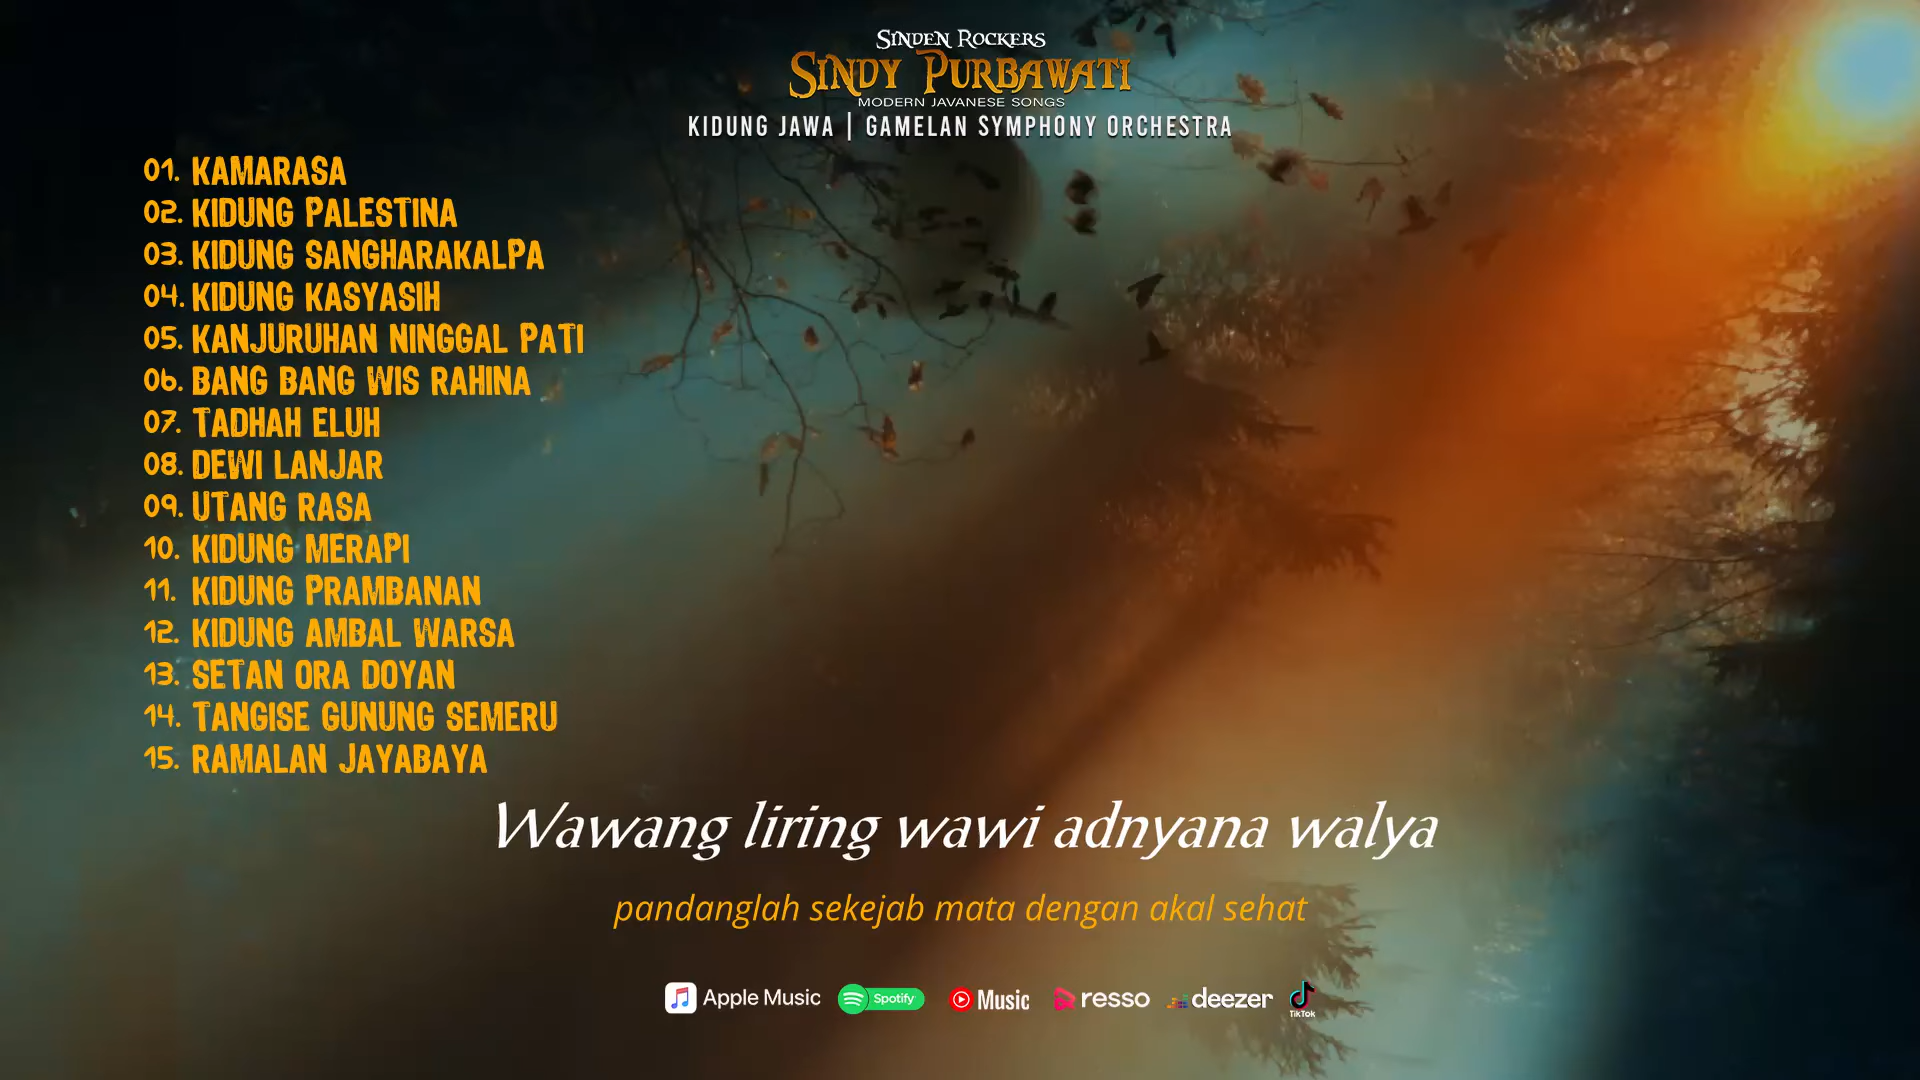 SINDEN ROCKERS
SINDY PURBAWATI
MODERN JAVANESE SONGS
KIDUNG JAWA | GAMELAN SYMPHONY ORCHESTRA
01. KAMARASA
02. KIDUNG PALESTINA
03. KIDUNG SANGHARAKALPA
04. KIDUNG KASYASIH
05. KANJURUHAN NINGGAL PATI
06. BANG BANG WIS RAHINA
07. TADHAH ELUH
08. DEWI LANJAR
09. UTANG RASA
10. KIDUNG MERAPI
11. KIDUNG PRAMBANAN
12. KIDUNG AMBAL WARSA
13. SETAN ORA DOYAN
14. TANGISE GUNUNG SEMERU
15. RAMALAN JAYABAYA
Wawang liring wawi adnyana walya
pandanglah sekejab mata dengan akal sehat
Apple Music Spotify Music resso deezer TikTok